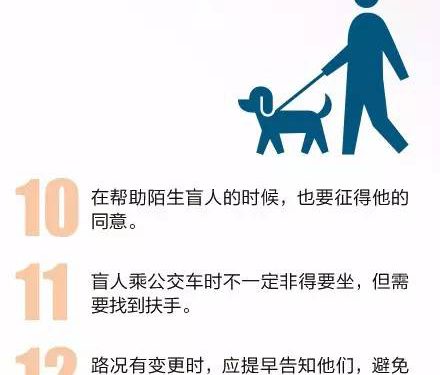 10
在帮助陌生盲人的时候，也要征得他的
同意。
11
盲人乘公交车时不一定非得要坐，但需
要找到扶手。
12
路况有变更时，应提早告知他们，避免